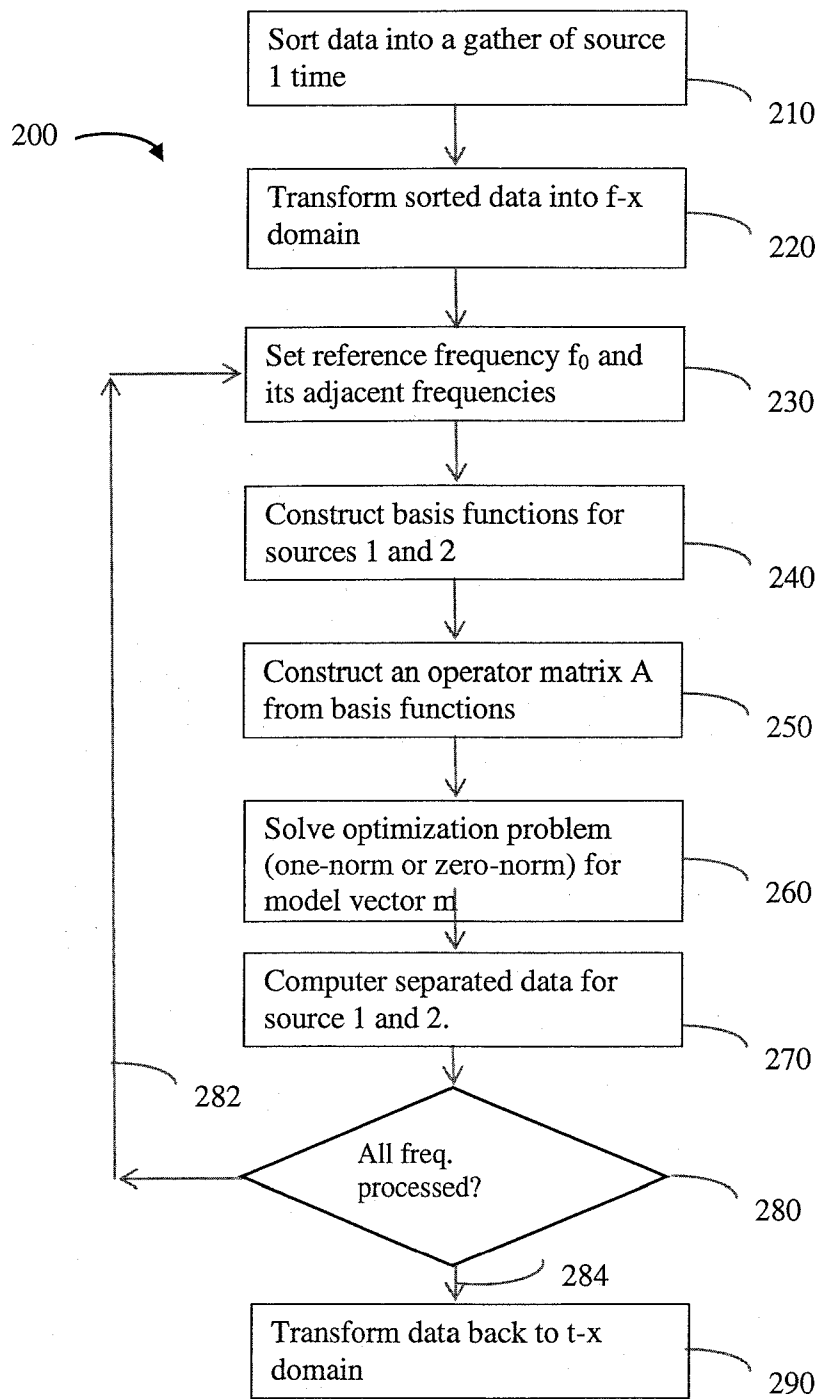 Sort data into a gather of source
1 time
210
200
Transform sorted data into f-x
domain
220
Set reference frequency f₀ and
its adjacent frequencies
230
Construct basis functions for
sources 1 and 2
240
Construct an operator matrix A
from basis functions
250
Solve optimization problem
(one-norm or zero-norm) for
model vector m
260
Computer separated data for
source 1 and 2.
270
282
All freq.
processed?
280
284
Transform data back to t-x
domain
290